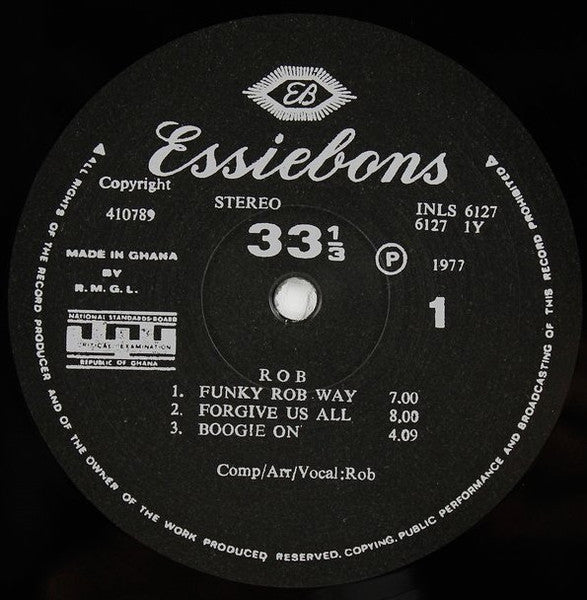 EB
Essiebons
Copyright
410789
STEREO
INLS 6127
6127 1Y
33⅓
MADE IN GHANA
BY
R.M.G.L.
Ⓟ 1977
1
NATIONAL STANDARDS BOARD
CRITICAL EXAMINATION
REPUBLIC OF GHANA
ROB
1. FUNKY ROB WAY 7.00
2. FORGIVE US ALL 8.00
3. BOOGIE ON 4.09
Comp/Arr/Vocal:Rob
ALL RIGHTS OF THE RECORD PRODUCER AND OF THE OWNER OF THE WORK PRODUCED RESERVED. COPYING. PUBLIC PERFORMANCE AND BROADCASTING OF THIS RECORD PROHIBITED